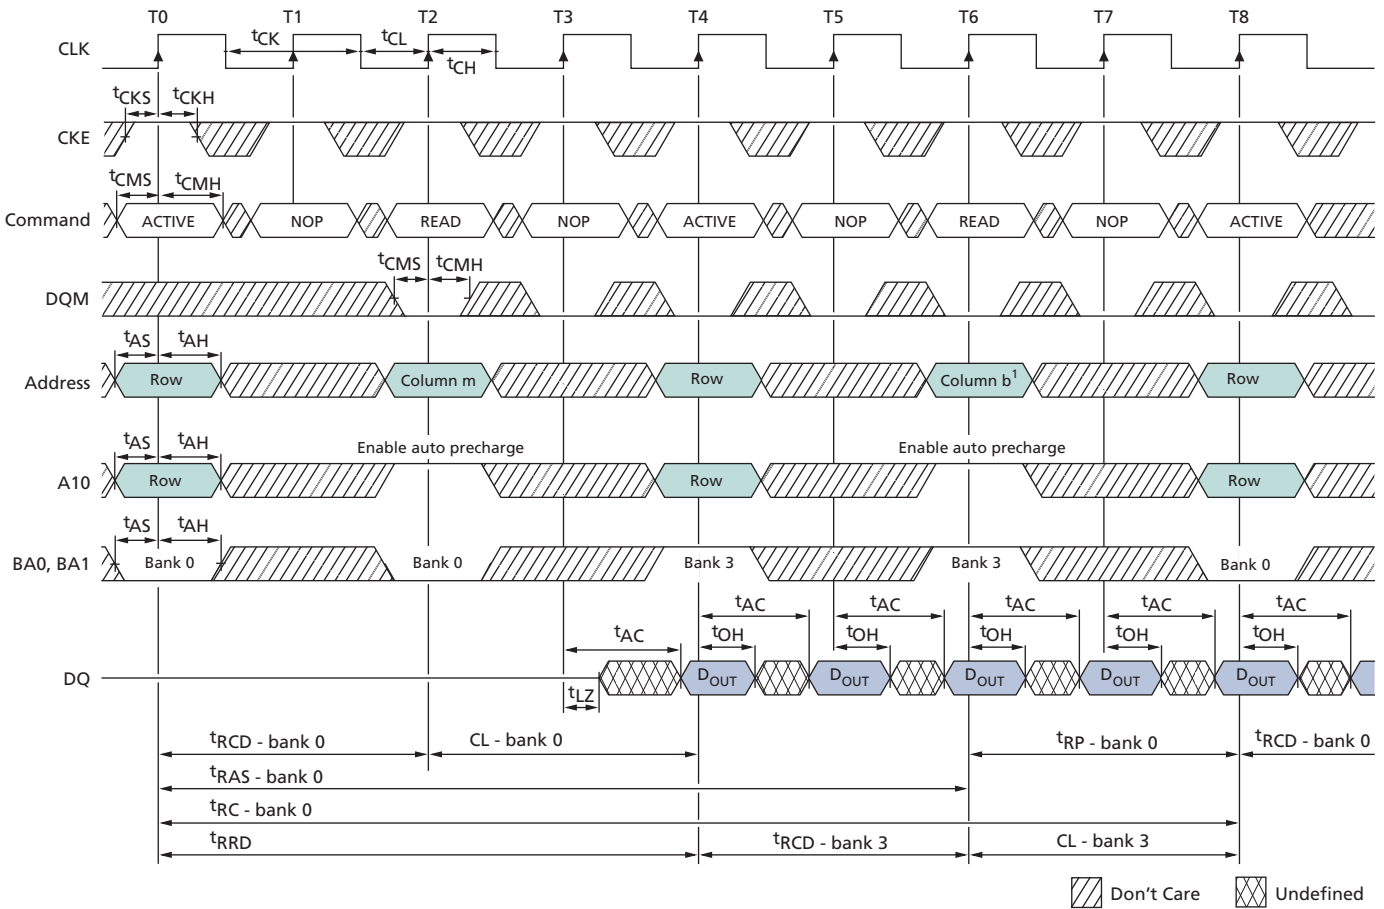 T0 T1 T2 T3 T4 T5 T6 T7 T8
CLK
tCK tCL
tCH
tCKS tCKH
CKE
tCMS tCMH
Command ACTIVE NOP READ NOP ACTIVE NOP READ NOP ACTIVE
tCMS tCMH
DQM
tAS tAH
Address Row Column m Row Column b1 Row
tAS tAH Enable auto precharge Enable auto precharge
A10 Row Row Row
tAS tAH
BA0, BA1 Bank 0 Bank 0 Bank 3 Bank 3 Bank 0
tAC tAC tAC tAC tAC
tAC tOH tOH tOH tOH tOH
DQ DOUT DOUT DOUT DOUT DOUT
tLZ
tRCD - bank 0 CL - bank 0 tRP - bank 0 tRCD - bank 0
tRAS - bank 0
tRC - bank 0
tRRD tRCD - bank 3 CL - bank 3
Don't Care Undefined